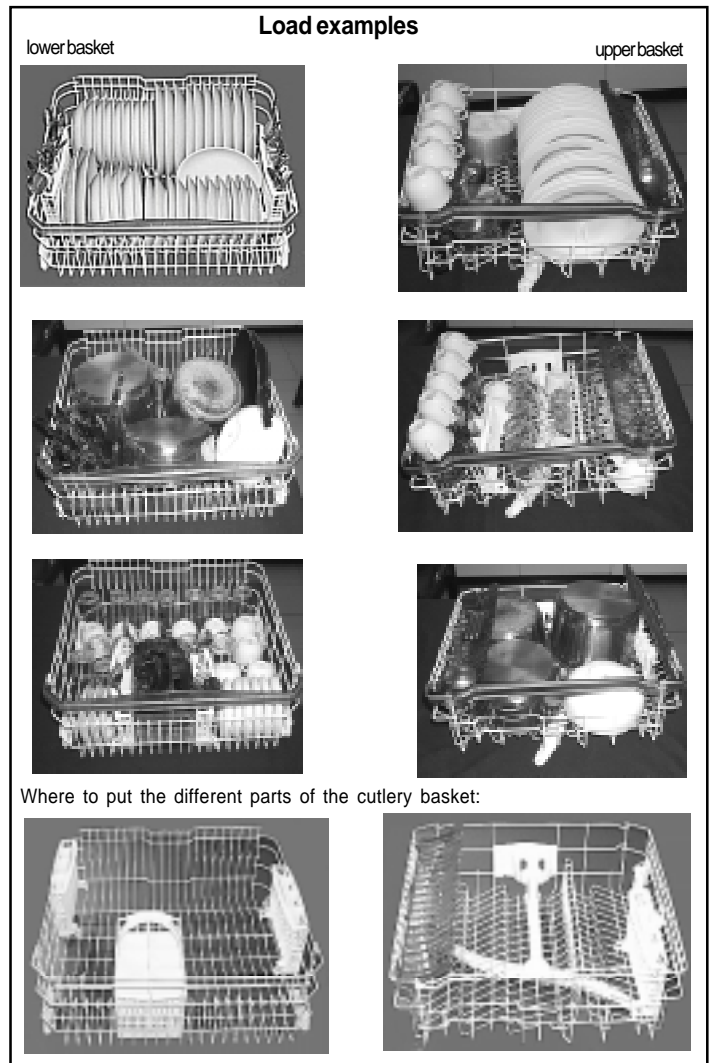 Load examples
lower basket
upper basket
Where to put the different parts of the cutlery basket: